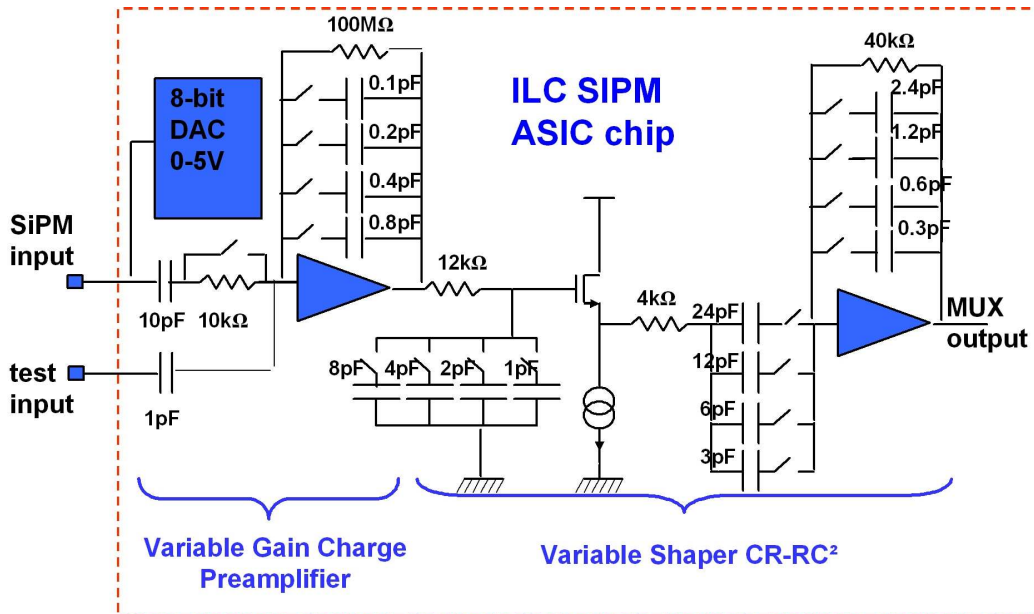 100MΩ
40kΩ
8-bit
DAC
0-5V
0.1pF
0.2pF
0.4pF
0.8pF
ILC SIPM
ASIC chip
2.4pF
1.2pF
0.6pF
0.3pF
SiPM
input
10pF
10kΩ
12kΩ
4kΩ
24pF
12pF
6pF
3pF
MUX
output
test
input
1pF
8pF
4pF
2pF
1pF
Variable Gain Charge
Preamplifier
Variable Shaper CR-RC²